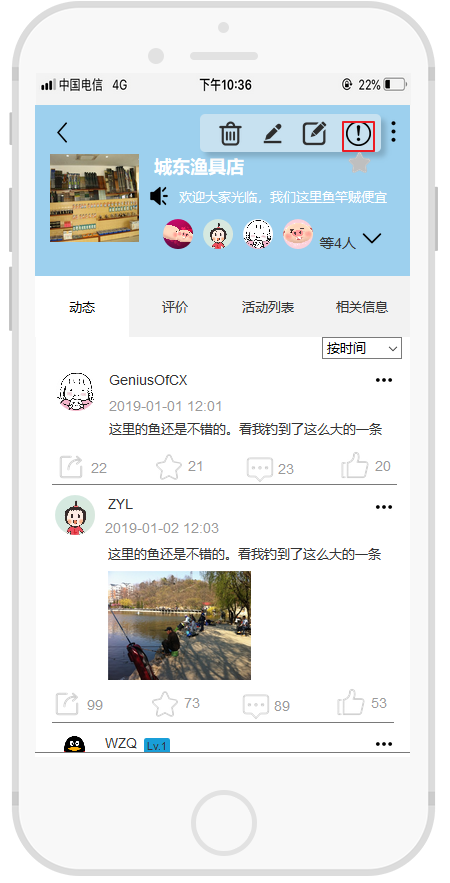 中国电信 4G 下午10:36 22%
城东渔具店
欢迎大家光临，我们这里鱼竿贼便宜
等4人
动态 评价 活动列表 相关信息
按时间
GeniusOfCX
2019-01-01 12:01
这里的鱼还是不错的。看我钓到了这么大的一条
22 21 23 20
ZYL
2019-01-02 12:03
这里的鱼还是不错的。看我钓到了这么大的一条
99 73 89 53
WZQ Lv.1